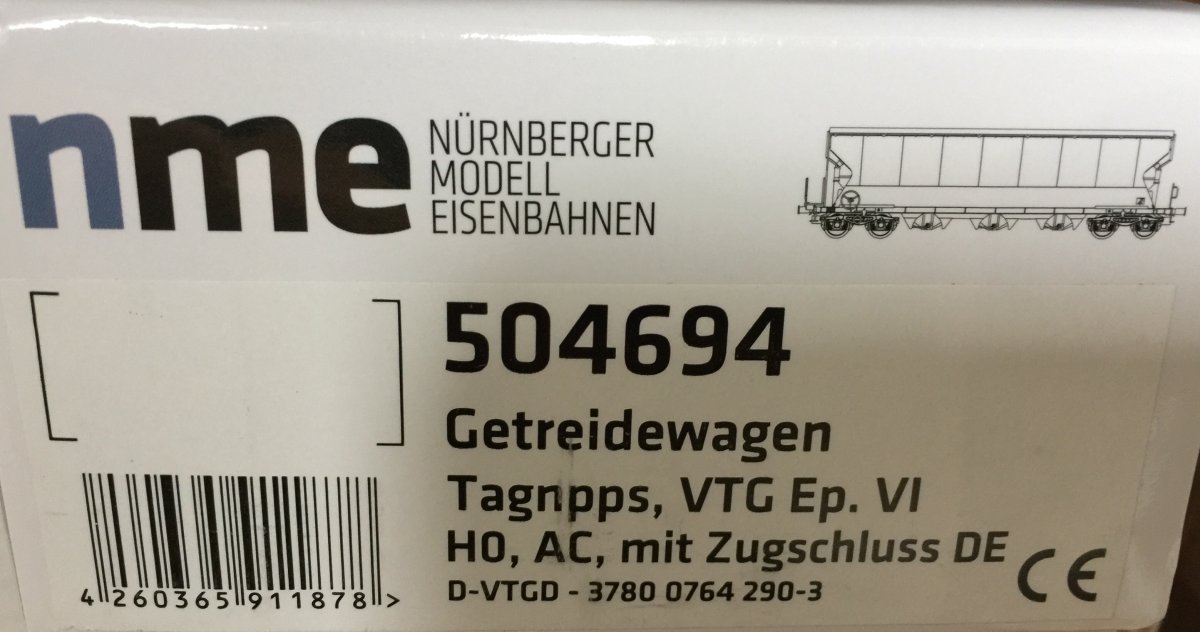 nme
NÜRNBERGER
MODELL
EISENBAHNEN
504694
Getreidewagen
Tagnpps, VTG Ep. VI
H0, AC, mit Zugschluss DE
D-VTGD - 3780 0764 290-3
CE
4 260365 911878 >